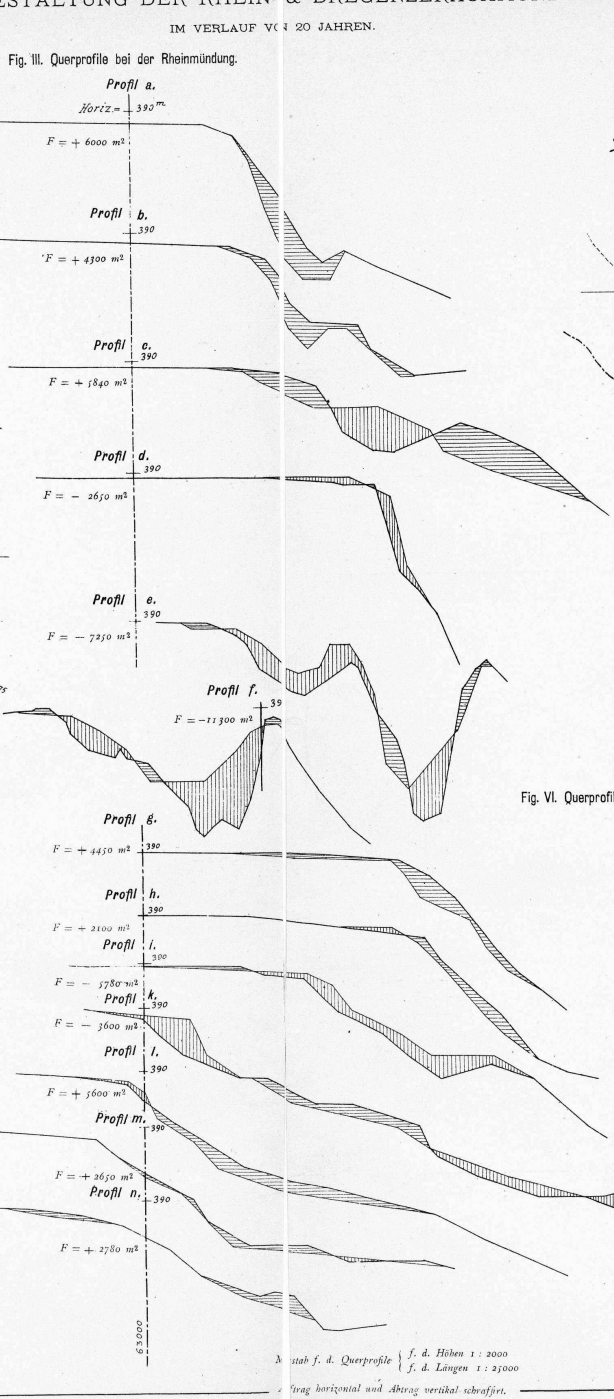 IM VERLAUF VON 20 JAHREN.
Fig. III. Querprofile bei der Rheinmündung.
Profil a.
Horiz.= 390 m
F = + 6000 m²
Profil b.
390
F = + 4300 m²
Profil c.
390
F = + 5840 m²
Profil d.
390
F = - 2650 m²
Profil e.
390
F = - 7250 m²
Profil f.
39
F = -11300 m²
Fig. VI. Querprofil
Profil g.
390
F = + 4450 m²
Profil h.
390
F = + 2100 m²
Profil i.
390
F = - 5780 m²
Profil k.
390
F = - 3600 m²
Profil l.
390
F = + 5600 m²
Profil m.
390
F = + 2650 m²
Profil n.
390
F = + 2780 m²
63000
f. d. Querprofile { f. d. Höhen 1 : 2000
f. d. Längen 1 : 25000
horizontal und Abtrag vertikal schraffirt.